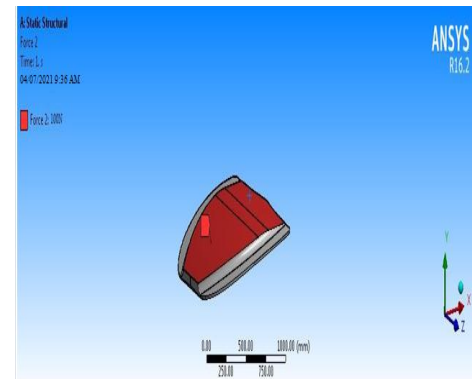 A: Static Structural
Force 2
Time: 1. s
04/07/2021 9:36 AM
Force 2:
ANSYS
R16.2
Y
X
Z
0.00 500.00 1000.00 (mm)
250.00 750.00